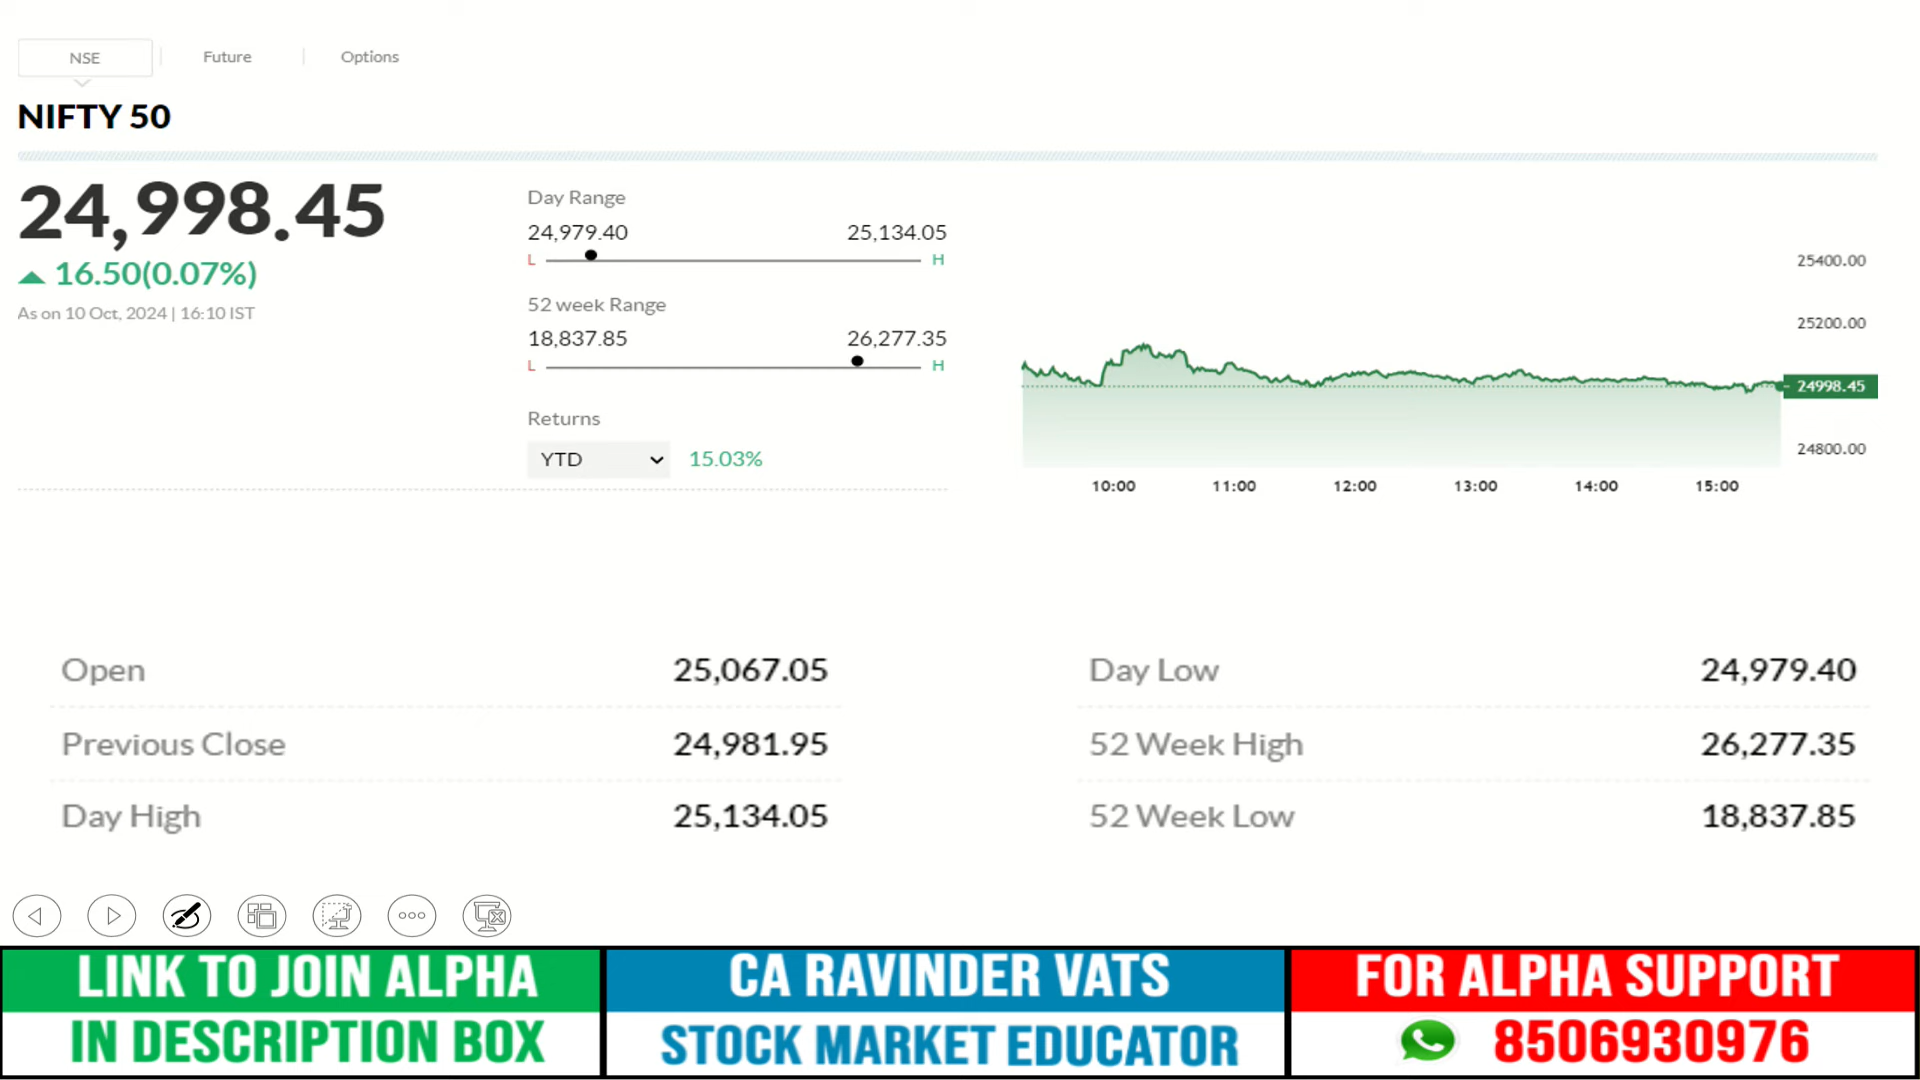 NSE
Future
Options
NIFTY 50
24,998.45
16.50(0.07%)
As on 10 Oct, 2024 | 16:10 IST
Day Range
24,979.40 25,134.05
L H
52 week Range
18,837.85 26,277.35
L H
Returns
YTD 15.03%
25400.00
25200.00
24998.45
24800.00
10:00 11:00 12:00 13:00 14:00 15:00
Open 25,067.05
Previous Close 24,981.95
Day High 25,134.05
Day Low 24,979.40
52 Week High 26,277.35
52 Week Low 18,837.85
LINK TO JOIN ALPHA
IN DESCRIPTION BOX
CA RAVINDER VATS
STOCK MARKET EDUCATOR
FOR ALPHA SUPPORT
8506930976